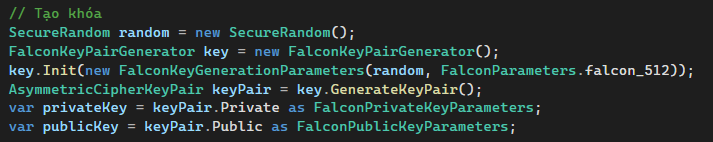 // Tạo khóa
SecureRandom random = new SecureRandom();
FalconKeyPairGenerator key = new FalconKeyPairGenerator();
key.Init(new FalconKeyGenerationParameters(random, FalconParameters.falcon_512));
AsymmetricCipherKeyPair keyPair = key.GenerateKeyPair();
var privateKey = keyPair.Private as FalconPrivateKeyParameters;
var publicKey = keyPair.Public as FalconPublicKeyParameters;